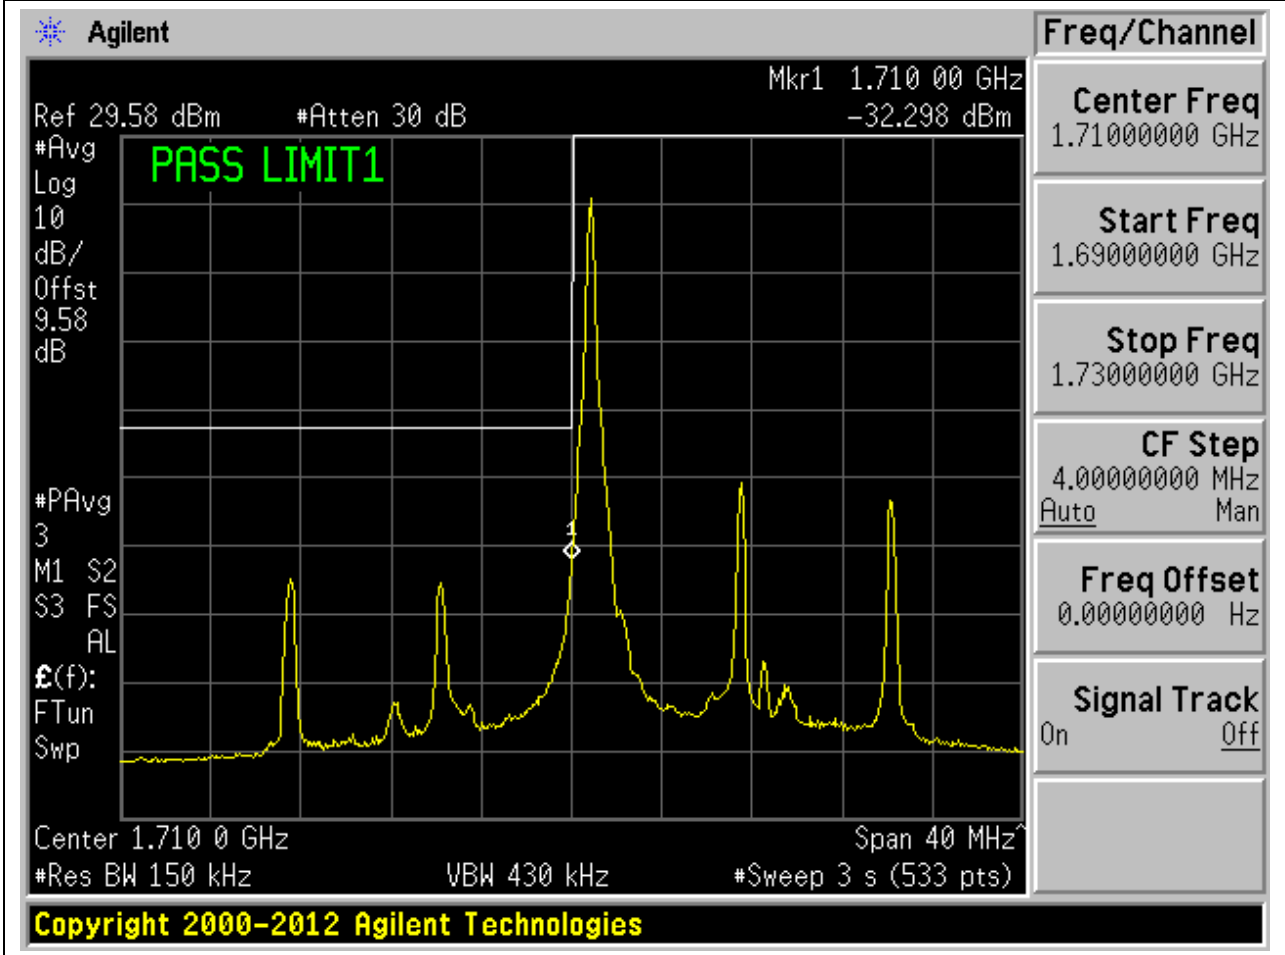 Agilent
Freq/Channel
Mkr1 1.710 00 GHz
Ref 29.58 dBm #Atten 30 dB -32.298 dBm
#Avg
Log
10
dB/
Offst
9.58
dB
PASS LIMIT1
1
#PAvg
3
M1 S2
S3 FS
AL
£(f):
FTun
Swp
Center 1.710 0 GHz Span 40 MHz^
#Res BW 150 kHz VBW 430 kHz #Sweep 3 s (533 pts)
Center Freq
1.71000000 GHz
Start Freq
1.69000000 GHz
Stop Freq
1.73000000 GHz
CF Step
4.00000000 MHz
Auto Man
Freq Offset
0.00000000 Hz
Signal Track
On Off
Copyright 2000-2012 Agilent Technologies